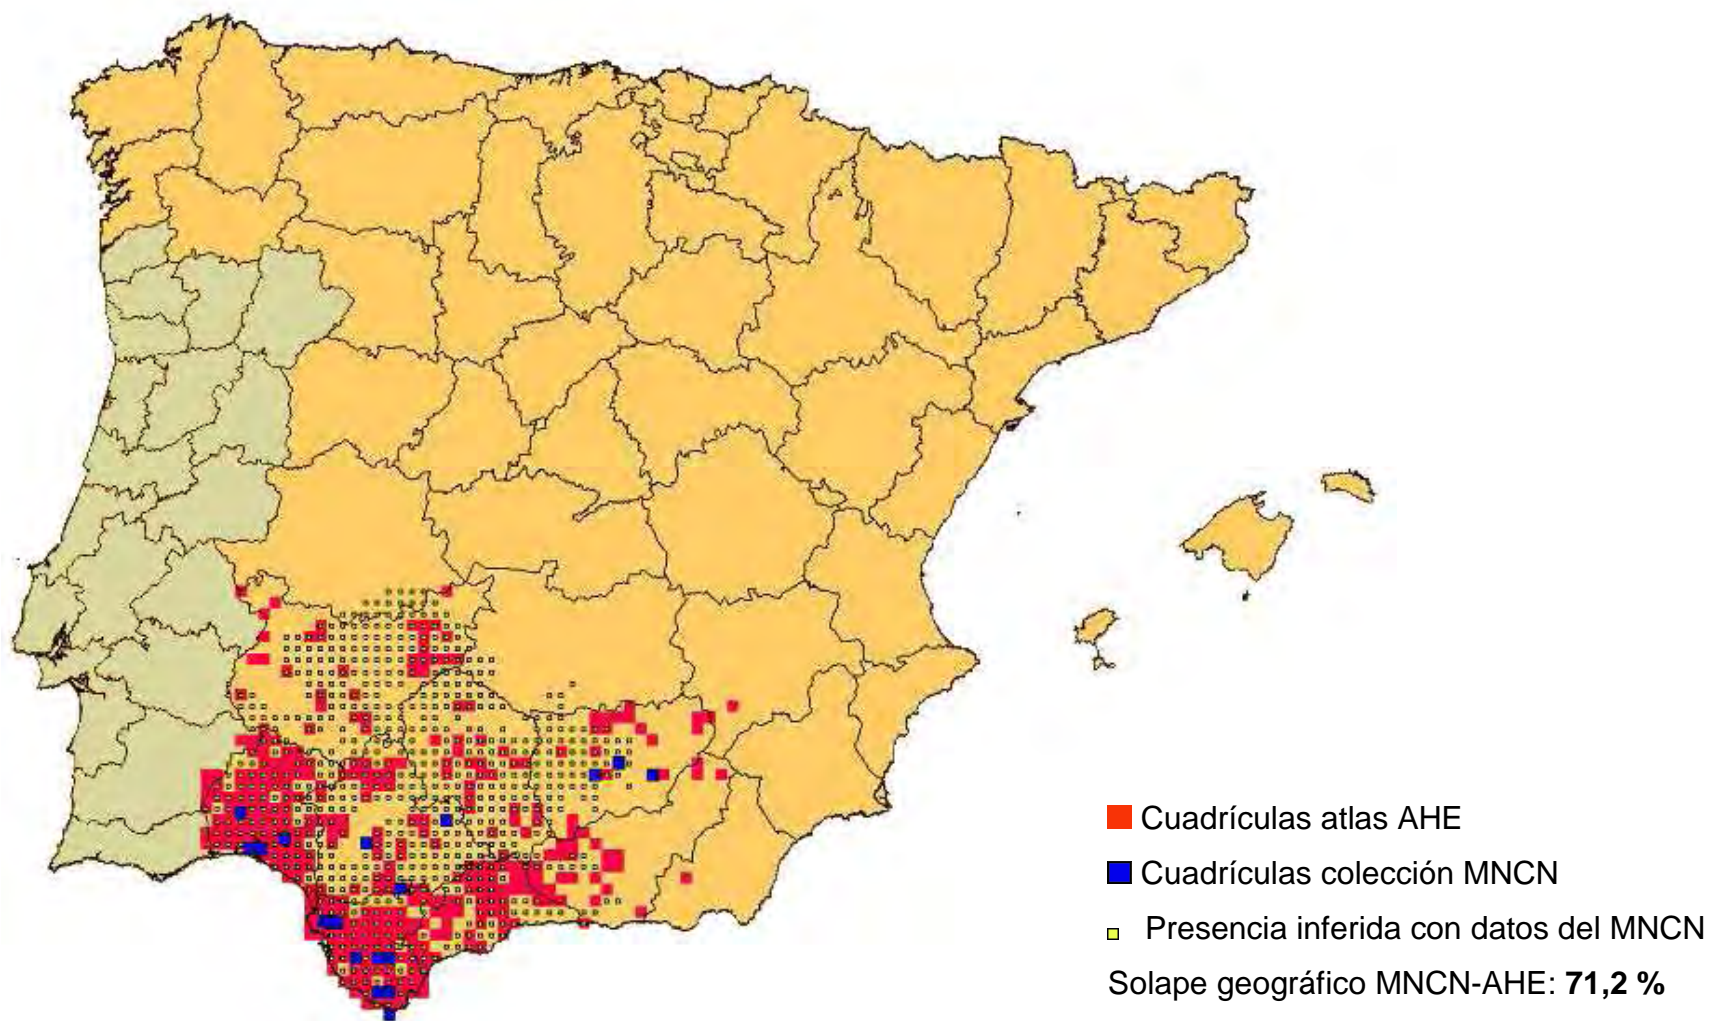 Cuadrículas atlas AHE
Cuadrículas colección MNCN
Presencia inferida con datos del MNCN
Solape geográfico MNCN-AHE: 71,2 %